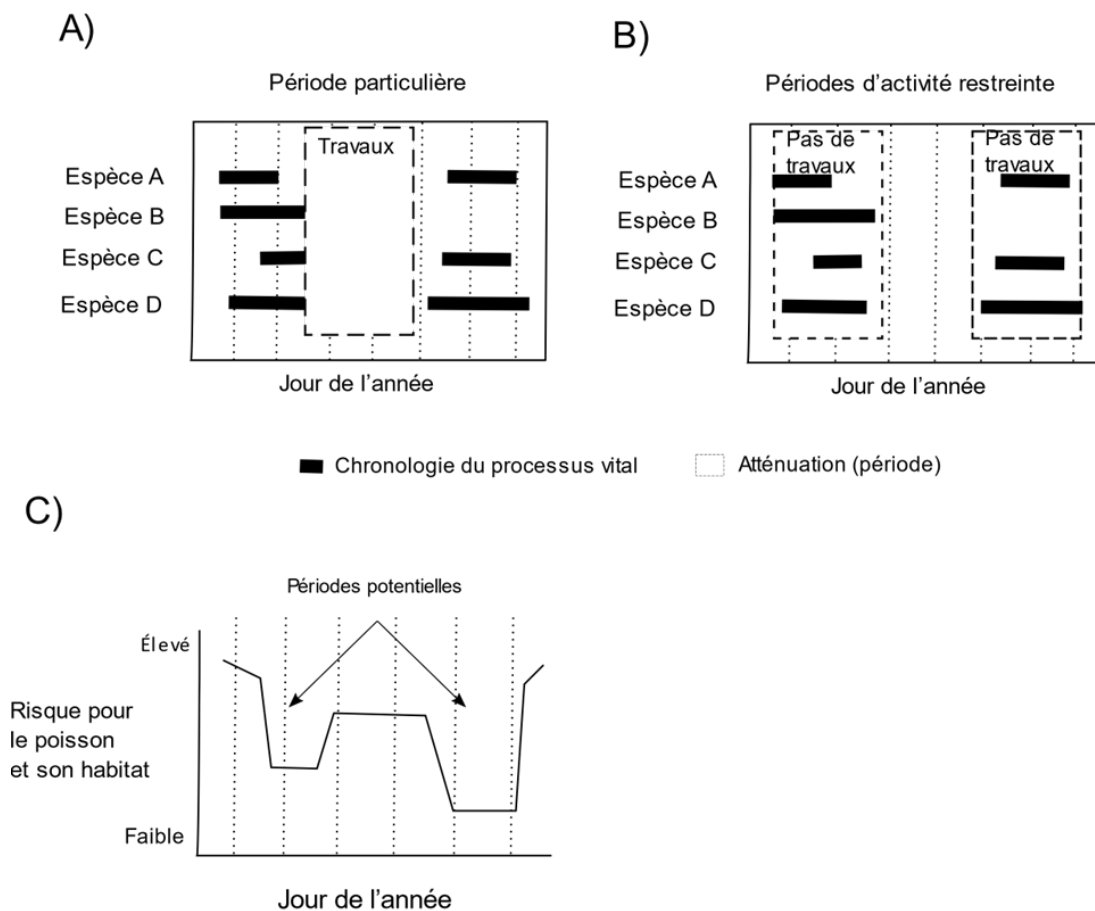 A)
Période particulière
Travaux
Espèce A
Espèce B
Espèce C
Espèce D
Jour de l'année
B)
Périodes d'activité restreinte
Pas de
travaux
Pas de
travaux
Espèce A
Espèce B
Espèce C
Espèce D
Jour de l'année
Chronologie du processus vital
Atténuation (période)
C)
Périodes potentielles
Élevé
Risque pour
le poisson
et son habitat
Faible
Jour de l'année